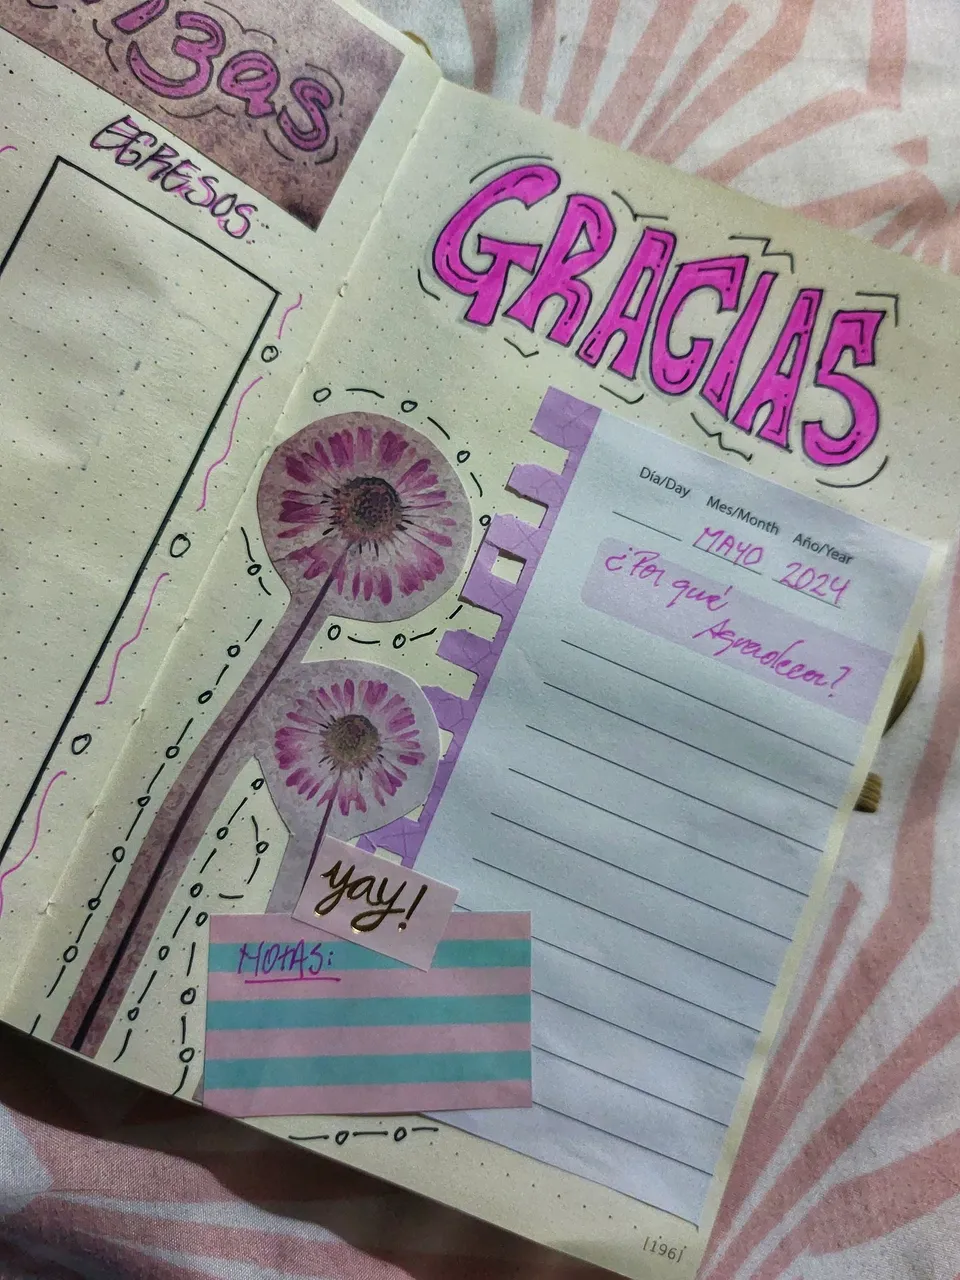 EGRESOS:
GRACIAS
Día/Day Mes/Month Año/Year
MAYO 2024
¿Por qué
Agradecer?
yay!
NOTAS:
196